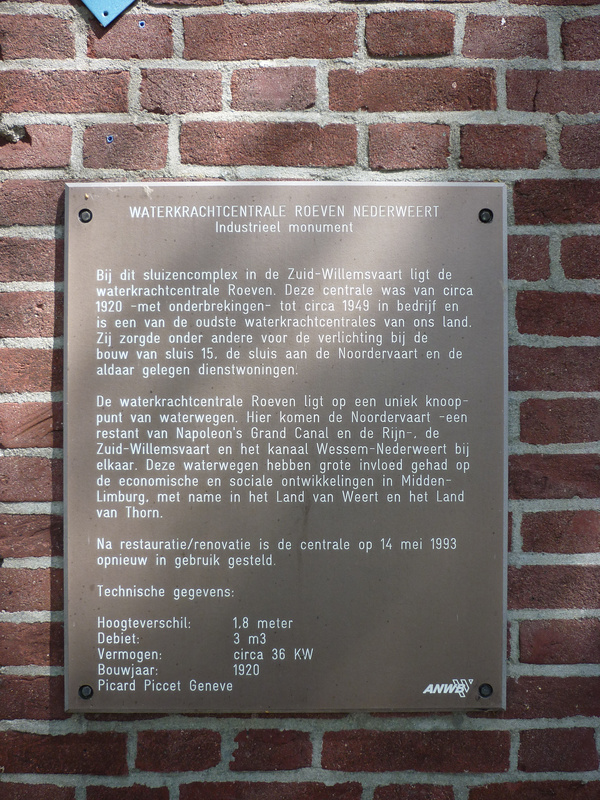 WATERKRACHTCENTRALE ROEVEN NEDERWEERT
Industrieel monument
Bij dit sluizencomplex in de Zuid-Willemsvaart ligt de
waterkrachtcentrale Roeven. Deze centrale was van circa
1920 -met onderbrekingen- tot circa 1949 in bedrijf en
is een van de oudste waterkrachtcentrales van ons land.
Zij zorgde onder andere voor de verlichting bij de
bouw van sluis 15, de sluis aan de Noordervaart en de
aldaar gelegen dienstwoningen.
De waterkrachtcentrale Roeven ligt op een uniek knoop-
punt van waterwegen. Hier komen de Noordervaart -een
restant van Napoleon's Grand Canal en de Rijn-, de
Zuid-Willemsvaart en het kanaal Wessem-Nederweert bij
elkaar. Deze waterwegen hebben grote invloed gehad op
de economische en sociale ontwikkelingen in Midden-
Limburg, met name in het Land van Weert en het Land
van Thorn.
Na restauratie/renovatie is de centrale op 14 mei 1993
opnieuw in gebruik gesteld.
Technische gegevens:
Hoogteverschil: 1,8 meter
Debiet: 3 m3
Vermogen: circa 36 KW
Bouwjaar: 1920
Picard Piccet Geneve
ANWB